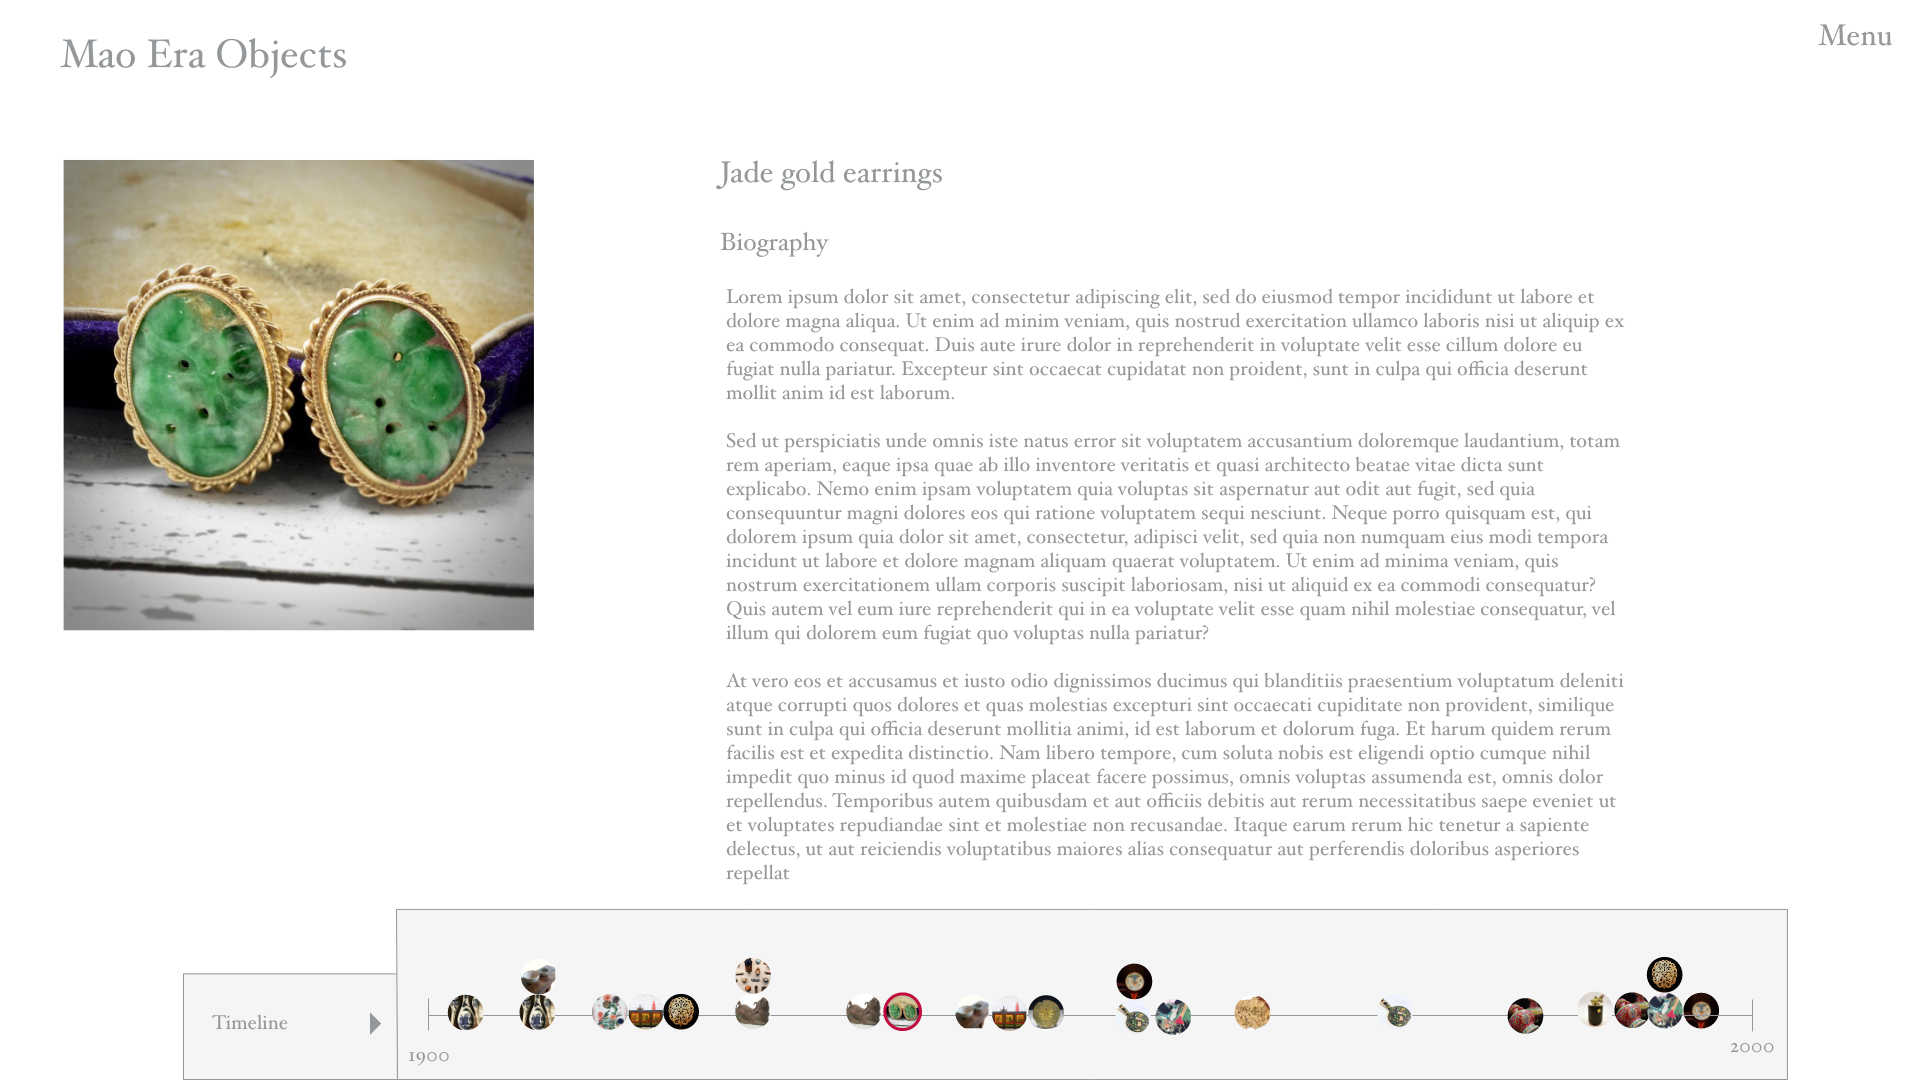 Mao Era Objects
Menu
Jade gold earrings
Biography
Lorem ipsum dolor sit amet, consectetur adipiscing elit, sed do eiusmod tempor incididunt ut labore et
dolore magna aliqua. Ut enim ad minim veniam, quis nostrud exercitation ullamco laboris nisi ut aliquip ex
ea commodo consequat. Duis aute irure dolor in reprehenderit in voluptate velit esse cillum dolore eu
fugiat nulla pariatur. Excepteur sint occaecat cupidatat non proident, sunt in culpa qui officia deserunt
mollit anim id est laborum.
Sed ut perspiciatis unde omnis iste natus error sit voluptatem accusantium doloremque laudantium, totam
rem aperiam, eaque ipsa quae ab illo inventore veritatis et quasi architecto beatae vitae dicta sunt
explicabo. Nemo enim ipsam voluptatem quia voluptas sit aspernatur aut odit aut fugit, sed quia
consequuntur magni dolores eos qui ratione voluptatem sequi nesciunt. Neque porro quisquam est, qui
dolorem ipsum quia dolor sit amet, consectetur, adipisci velit, sed quia non numquam eius modi tempora
incidunt ut labore et dolore magnam aliquam quaerat voluptatem. Ut enim ad minima veniam, quis
nostrum exercitationem ullam corporis suscipit laboriosam, nisi ut aliquid ex ea commodi consequatur?
Quis autem vel eum iure reprehenderit qui in ea voluptate velit esse quam nihil molestiae consequatur, vel
illum qui dolorem eum fugiat quo voluptas nulla pariatur?
At vero eos et accusamus et iusto odio dignissimos ducimus qui blanditiis praesentium voluptatum deleniti
atque corrupti quos dolores et quas molestias excepturi sint occaecati cupiditate non provident, similique
sunt in culpa qui officia deserunt mollitia animi, id est laborum et dolorum fuga. Et harum quidem rerum
facilis est et expedita distinctio. Nam libero tempore, cum soluta nobis est eligendi optio cumque nihil
impedit quo minus id quod maxime placeat facere possimus, omnis voluptas assumenda est, omnis dolor
repellendus. Temporibus autem quibusdam et aut officiis debitis aut rerum necessitatibus saepe eveniet ut
et voluptates repudiandae sint et molestiae non recusandae. Itaque earum rerum hic tenetur a sapiente
delectus, ut aut reiciendis voluptatibus maiores alias consequatur aut perferendis doloribus asperiores
repellat
Timeline
1900
2000